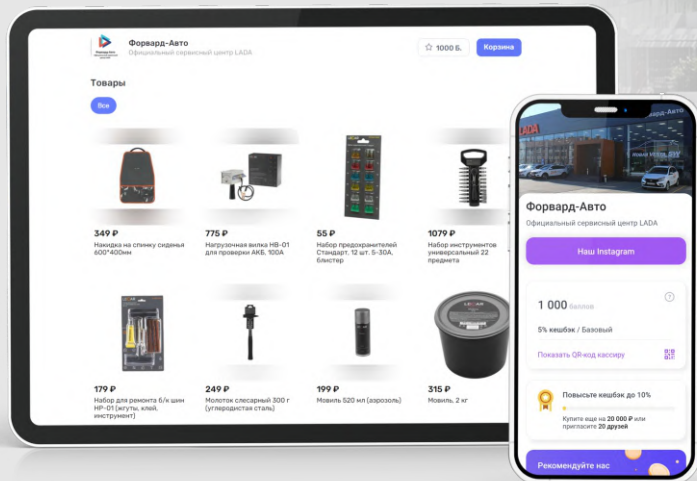 Форвард-Авто
Официальный сервисный центр LADA
1000 Б.
Корзина
Товары
Все
349 ₽
Накидка на спинку сиденья
600*400мм
775 ₽
Нагрузочная вилка НВ-01
для проверки АКБ, 100А
55 ₽
Набор предохранителей
Стандарт, 12 шт. 5-30А,
блистер
1079 ₽
Набор инструментов
универсальный 22
предмета
179 ₽
Набор для ремонта б/к шин
НР-01 (жгуты, клей,
инструмент)
249 ₽
Молоток слесарный 300 г
(углеродистая сталь)
199 ₽
Мовиль 520 мл (аэрозоль)
315 ₽
Мовиль, 2 кг
LADA
Форвард-Авто
Форвард-Авто
Официальный сервисный центр LADA
Наш Instagram
1 000 баллов
5% кешбэк / Базовый
Показать QR-код кассиру
Повысьте кешбэк до 10%
Купите еще на 20 000 ₽ или
пригласите 20 друзей
Рекомендуйте нас